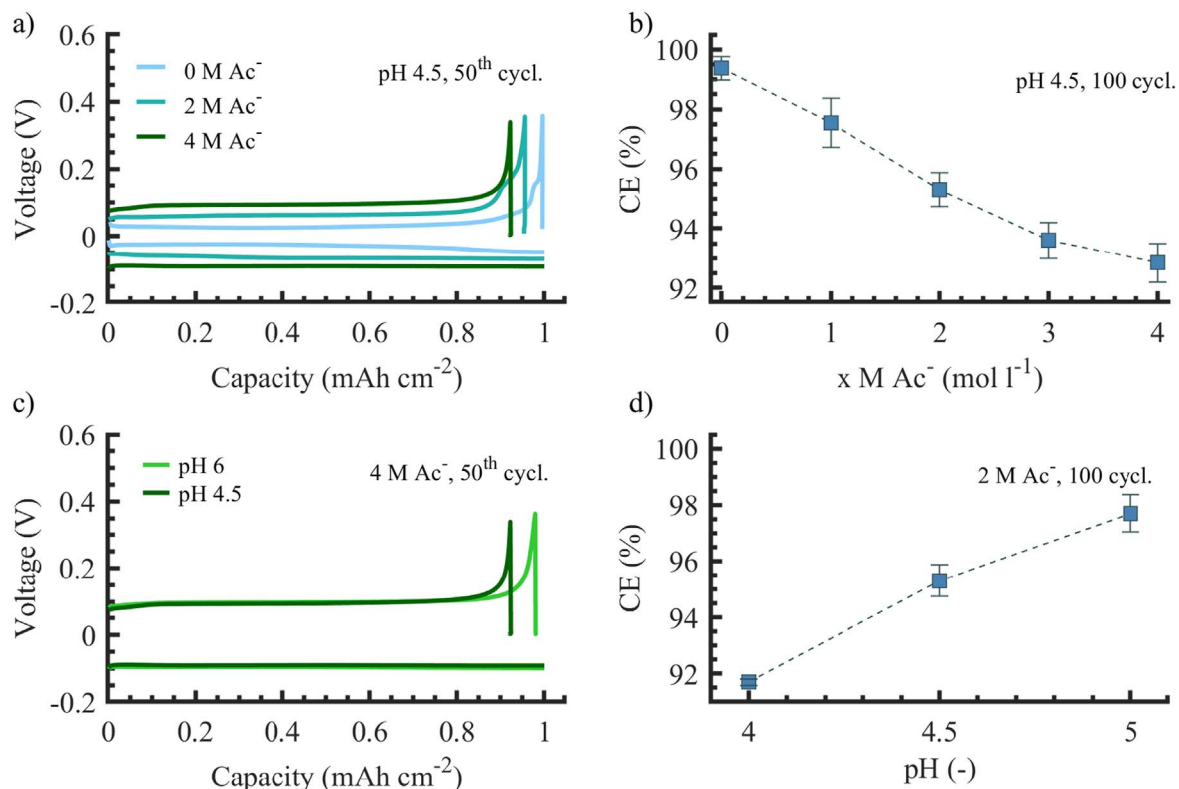 a)
0.6
0.4
0.2
0
-0.2
Voltage (V)
0 M Ac⁻
2 M Ac⁻
4 M Ac⁻
pH 4.5, 50th cycl.
0 0.2 0.4 0.6 0.8 1
Capacity (mAh cm⁻²)
b)
100
98
96
94
92
CE (%)
pH 4.5, 100 cycl.
0 1 2 3 4
x M Ac⁻ (mol l⁻¹)
c)
0.6
0.4
0.2
0
-0.2
Voltage (V)
pH 6
pH 4.5
4 M Ac⁻, 50th cycl.
0 0.2 0.4 0.6 0.8 1
Capacity (mAh cm⁻²)
d)
100
98
96
94
92
CE (%)
2 M Ac⁻, 100 cycl.
4 4.5 5
pH (-)